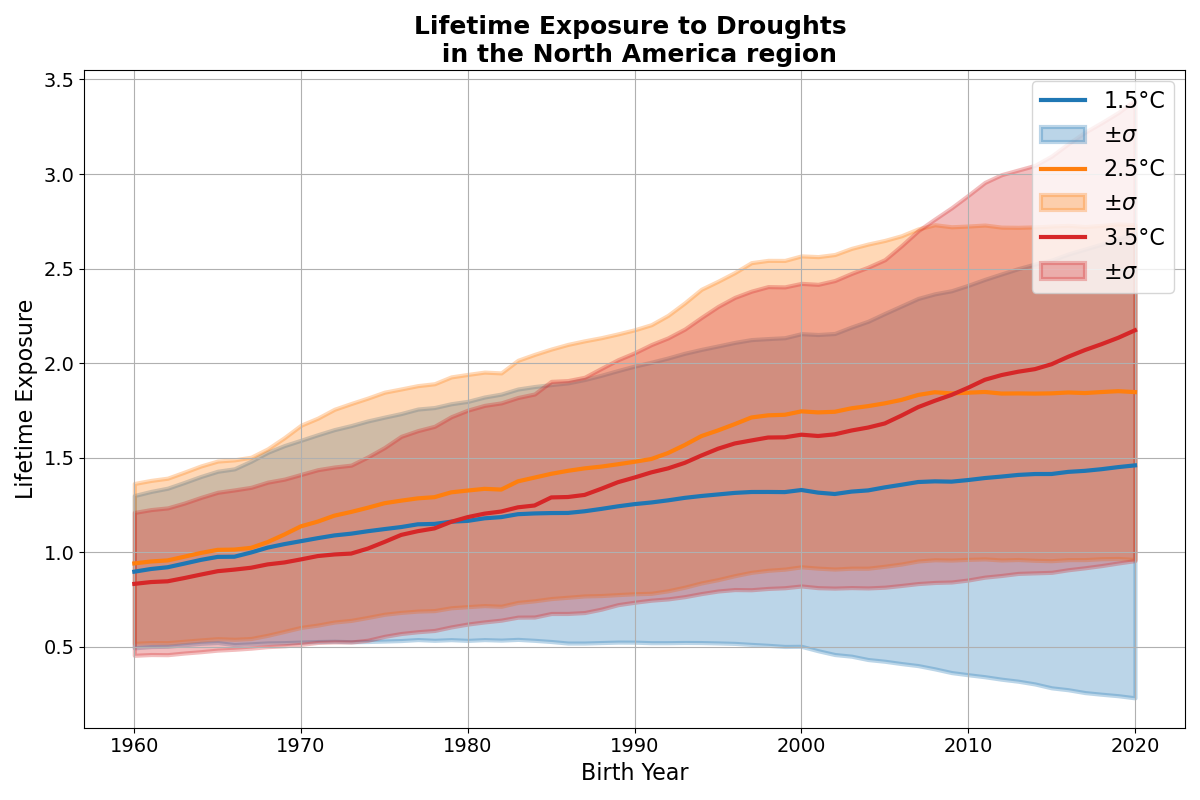 Lifetime Exposure to Droughts
in the North America region
3.5
3.0
2.5
2.0
1.5
1.0
0.5
Lifetime Exposure
1.5°C
±σ
2.5°C
±σ
3.5°C
±σ
1960 1970 1980 1990 2000 2010 2020
Birth Year